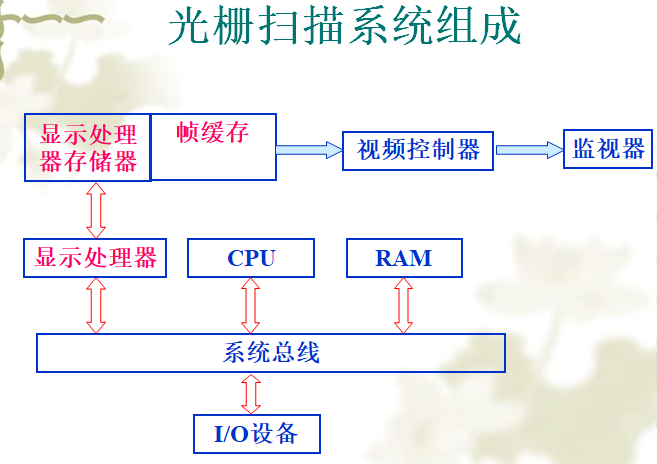 光栅扫描系统组成
显示处理
器存储器
帧缓存
视频控制器
监视器
显示处理器
CPU
RAM
系统总线
I/O设备